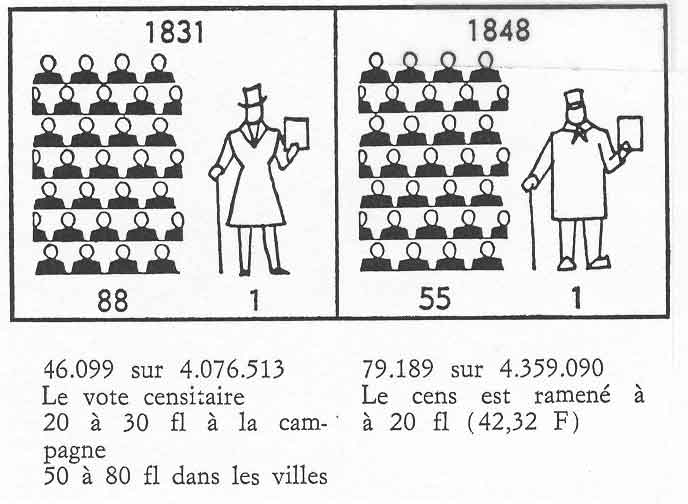 1831
88 1
46.099 sur 4.076.513
Le vote censitaire
20 à 30 fl à la cam-
pagne
50 à 80 fl dans les villes
1848
55 1
79.189 sur 4.359.090
Le cens est ramené à
à 20 fl (42,32 F)